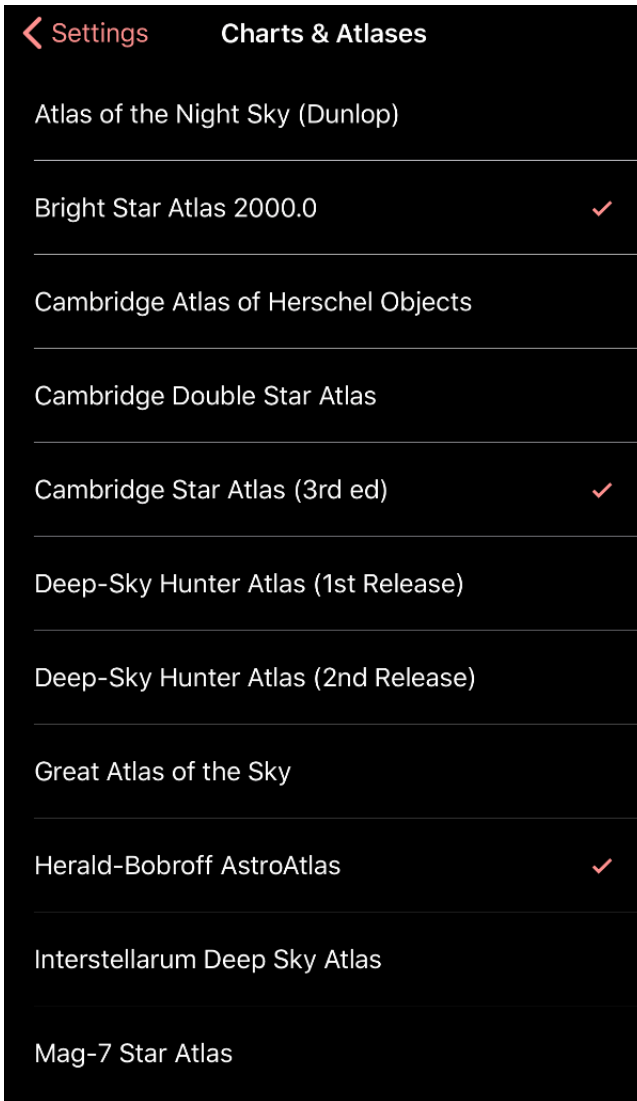 Settings
Charts & Atlases
Atlas of the Night Sky (Dunlop)
Bright Star Atlas 2000.0
Cambridge Atlas of Herschel Objects
Cambridge Double Star Atlas
Cambridge Star Atlas (3rd ed)
Deep-Sky Hunter Atlas (1st Release)
Deep-Sky Hunter Atlas (2nd Release)
Great Atlas of the Sky
Herald-Bobroff AstroAtlas
Interstellarum Deep Sky Atlas
Mag-7 Star Atlas